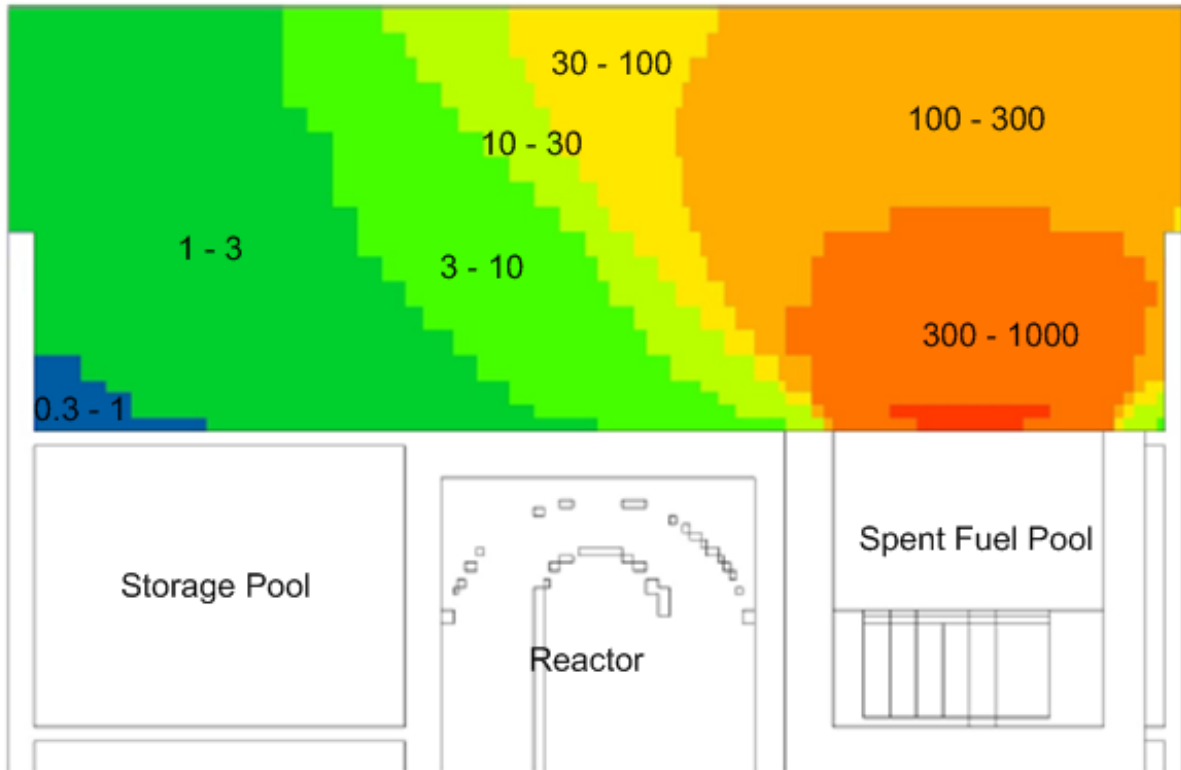 30 - 100
100 - 300
10 - 30
1 - 3
3 - 10
300 - 1000
0.3 - 1
Spent Fuel Pool
Storage Pool
Reactor